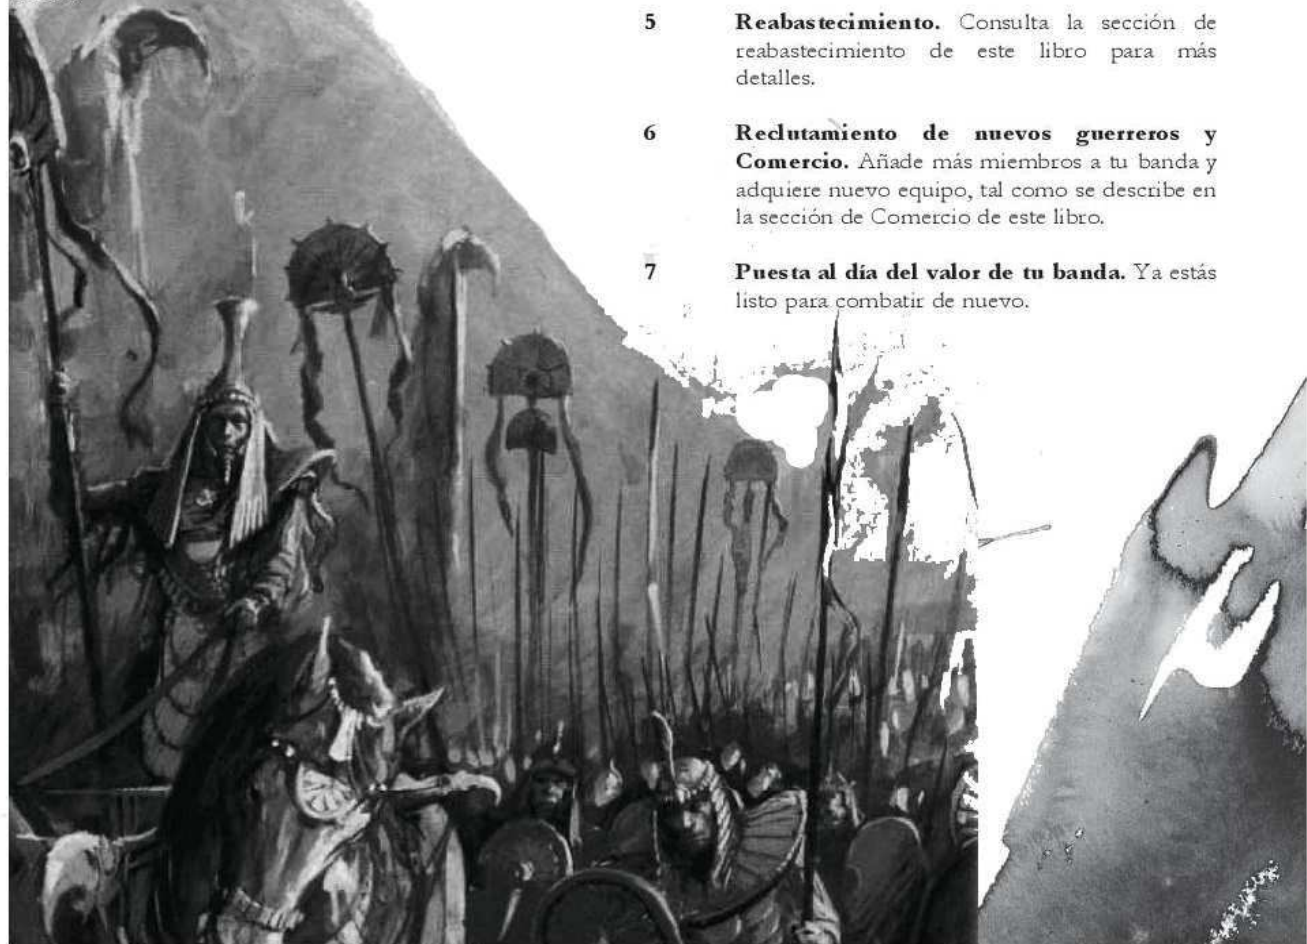 5 Reabastecimiento. Consulta la sección de
reabastecimiento de este libro para más
detalles.
6 Reclutamiento de nuevos guerreros y
Comercio. Añade más miembros a tu banda y
adquiere nuevo equipo, tal como se describe en
la sección de Comercio de este libro.
7 Puesta al día del valor de tu banda. Ya estás
listo para combatir de nuevo.